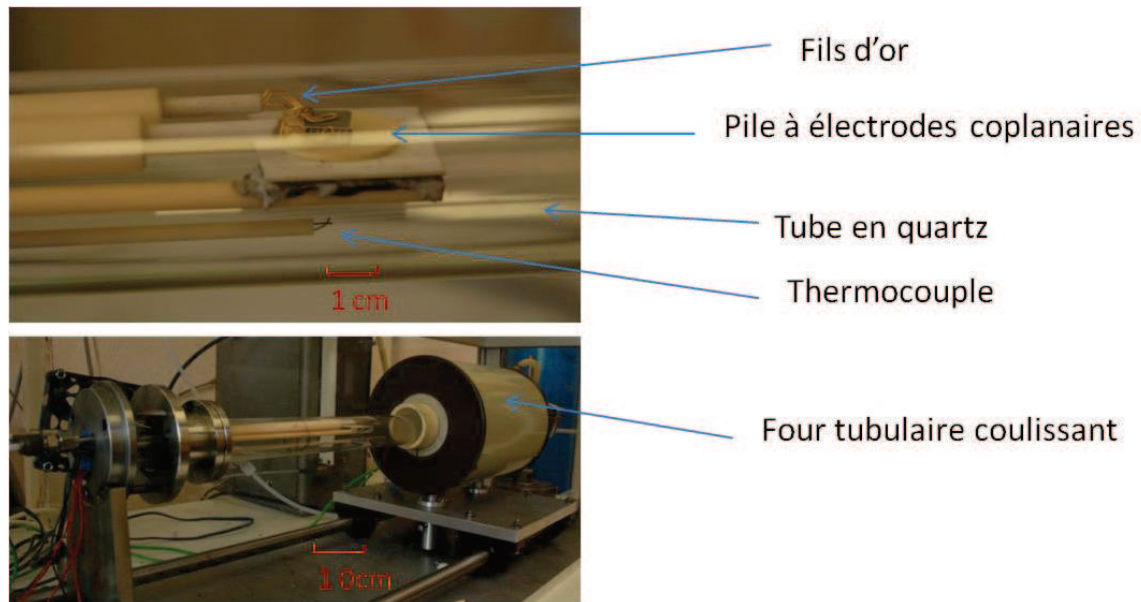 Fils d'or
Pile à électrodes coplanaires
Tube en quartz
Thermocouple
1 cm
Four tubulaire coulissant
10cm